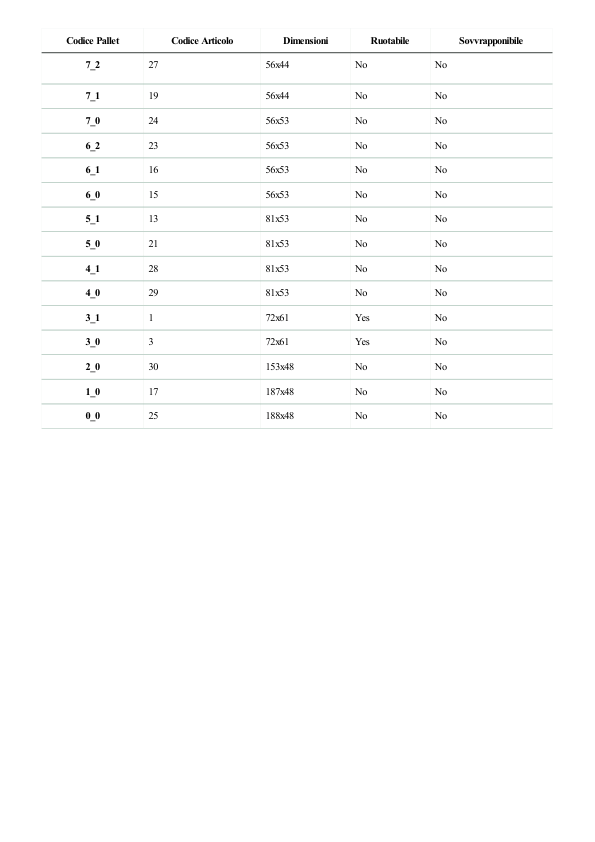 Codice Pallet Codice Articolo Dimensioni Ruotabile Sovvrapponibile
7_2 27 56x44 No No
7_1 19 56x44 No No
7_0 24 56x53 No No
6_2 23 56x53 No No
6_1 16 56x53 No No
6_0 15 56x53 No No
5_1 13 81x53 No No
5_0 21 81x53 No No
4_1 28 81x53 No No
4_0 29 81x53 No No
3_1 1 72x61 Yes No
3_0 3 72x61 Yes No
2_0 30 153x48 No No
1_0 17 187x48 No No
0_0 25 188x48 No No